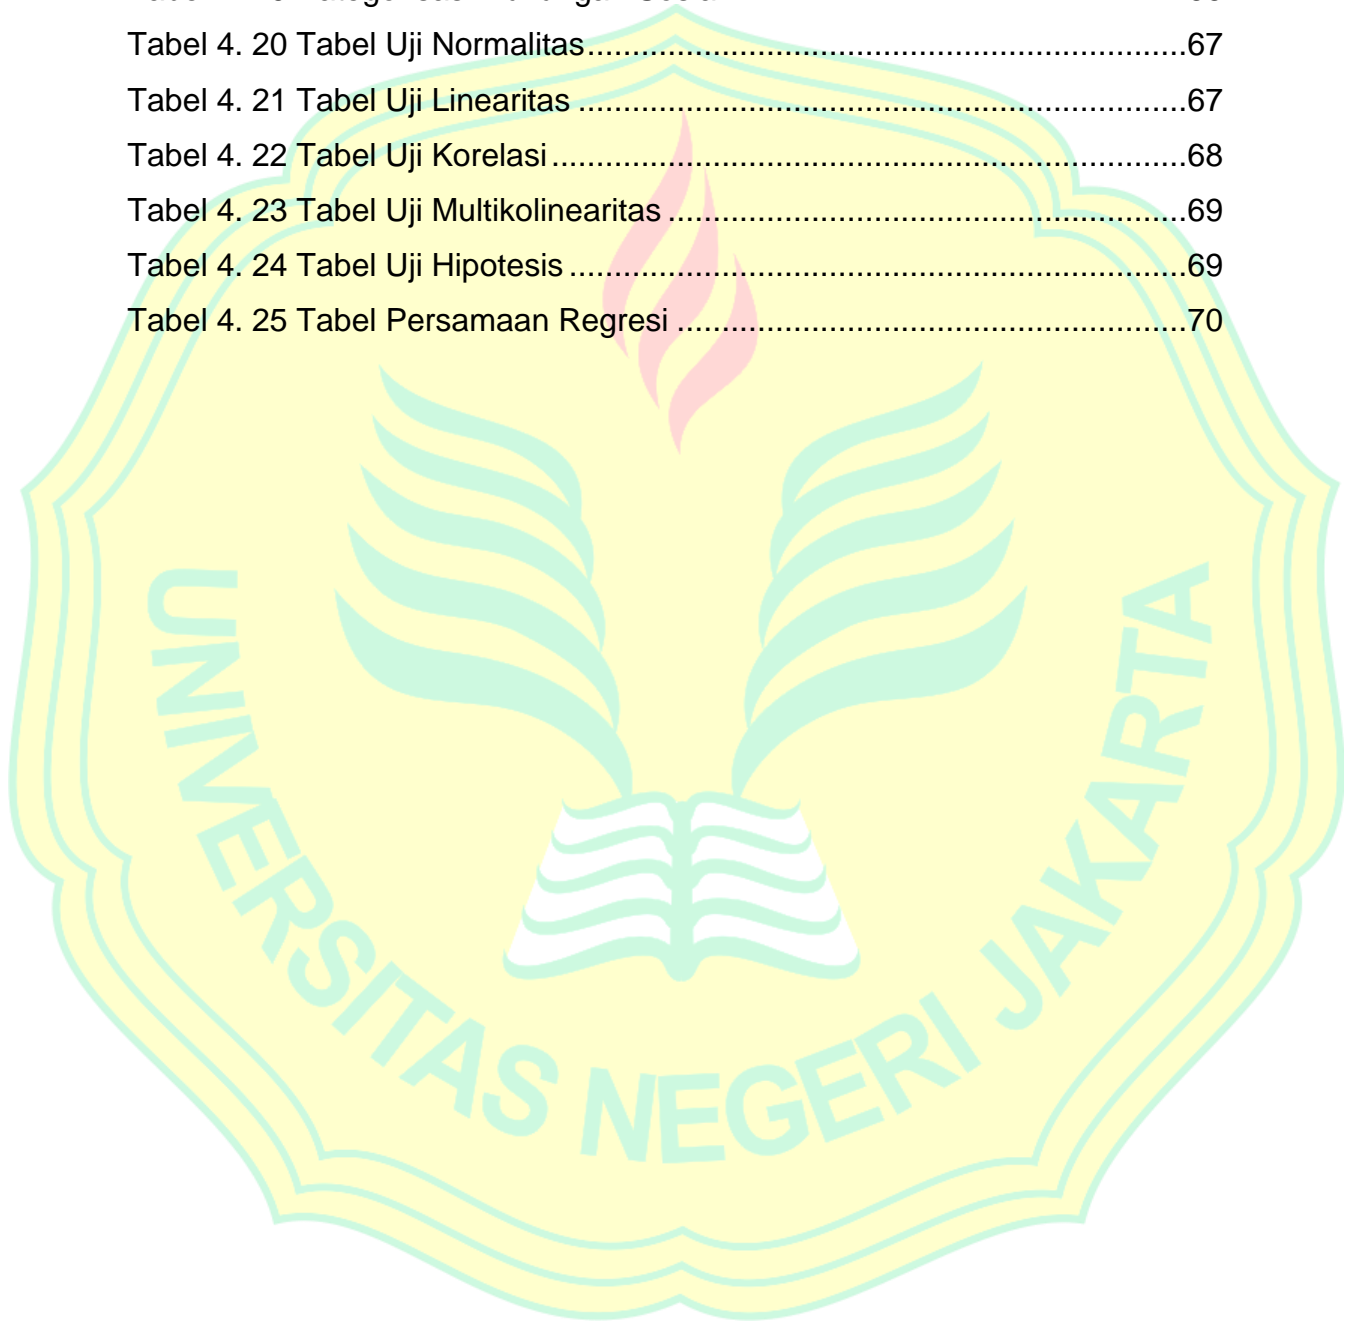 Tabel 4. 20 Tabel Uji Normalitas..................................................................67
Tabel 4. 21 Tabel Uji Linearitas ...................................................................67
Tabel 4. 22 Tabel Uji Korelasi......................................................................68
Tabel 4. 23 Tabel Uji Multikolinearitas .........................................................69
Tabel 4. 24 Tabel Uji Hipotesis ....................................................................69
Tabel 4. 25 Tabel Persamaan Regresi ........................................................70
UNIVERSITAS NEGERI JAKARTA